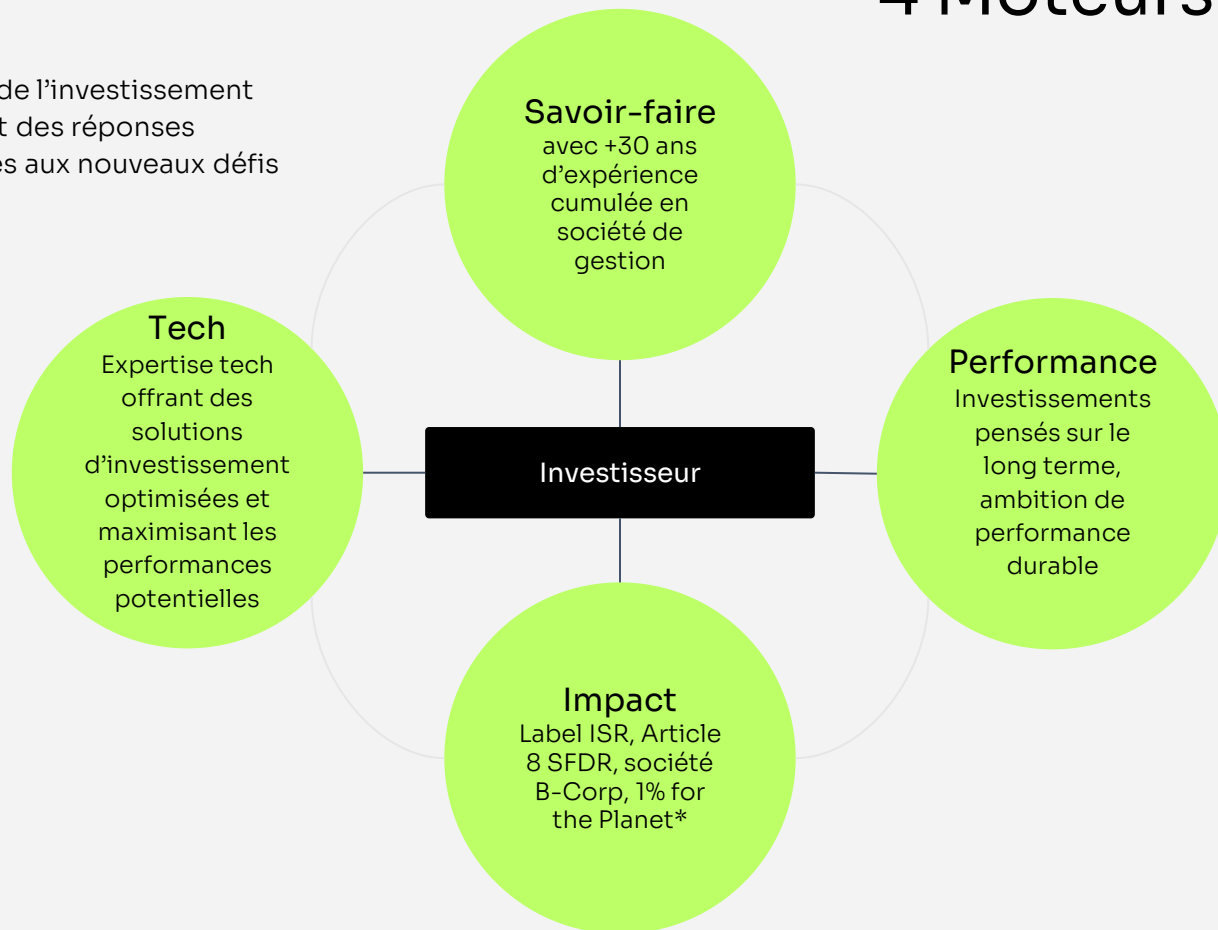 4 Moteurs
de l’investissement
t des réponses
es aux nouveaux défis
Savoir-faire
avec +30 ans
d’expérience
cumulée en
société de
gestion
Tech
Expertise tech
offrant des
solutions
d’investissement
optimisées et
maximisant les
performances
potentielles
Investisseur
Performance
Investissements
pensés sur le
long terme,
ambition de
performance
durable
Impact
Label ISR, Article
8 SFDR, société
B-Corp, 1% for
the Planet*